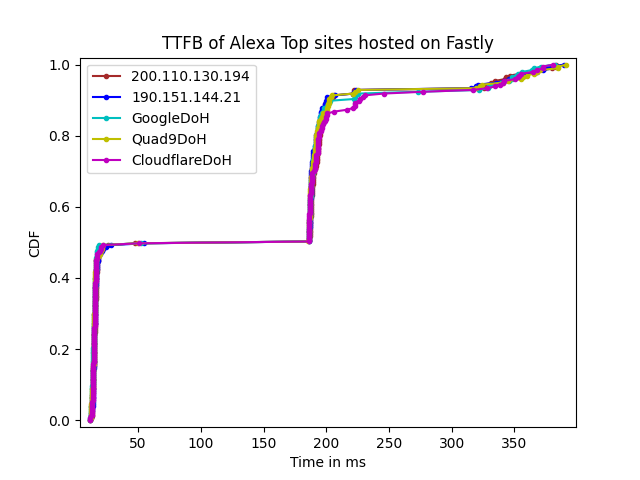 TTFB of Alexa Top sites hosted on Fastly
1.0
0.8
0.6
0.4
0.2
0.0
CDF
200.110.130.194
190.151.144.21
GoogleDoH
Quad9DoH
CloudflareDoH
50
100
150
200
250
300
350
Time in ms